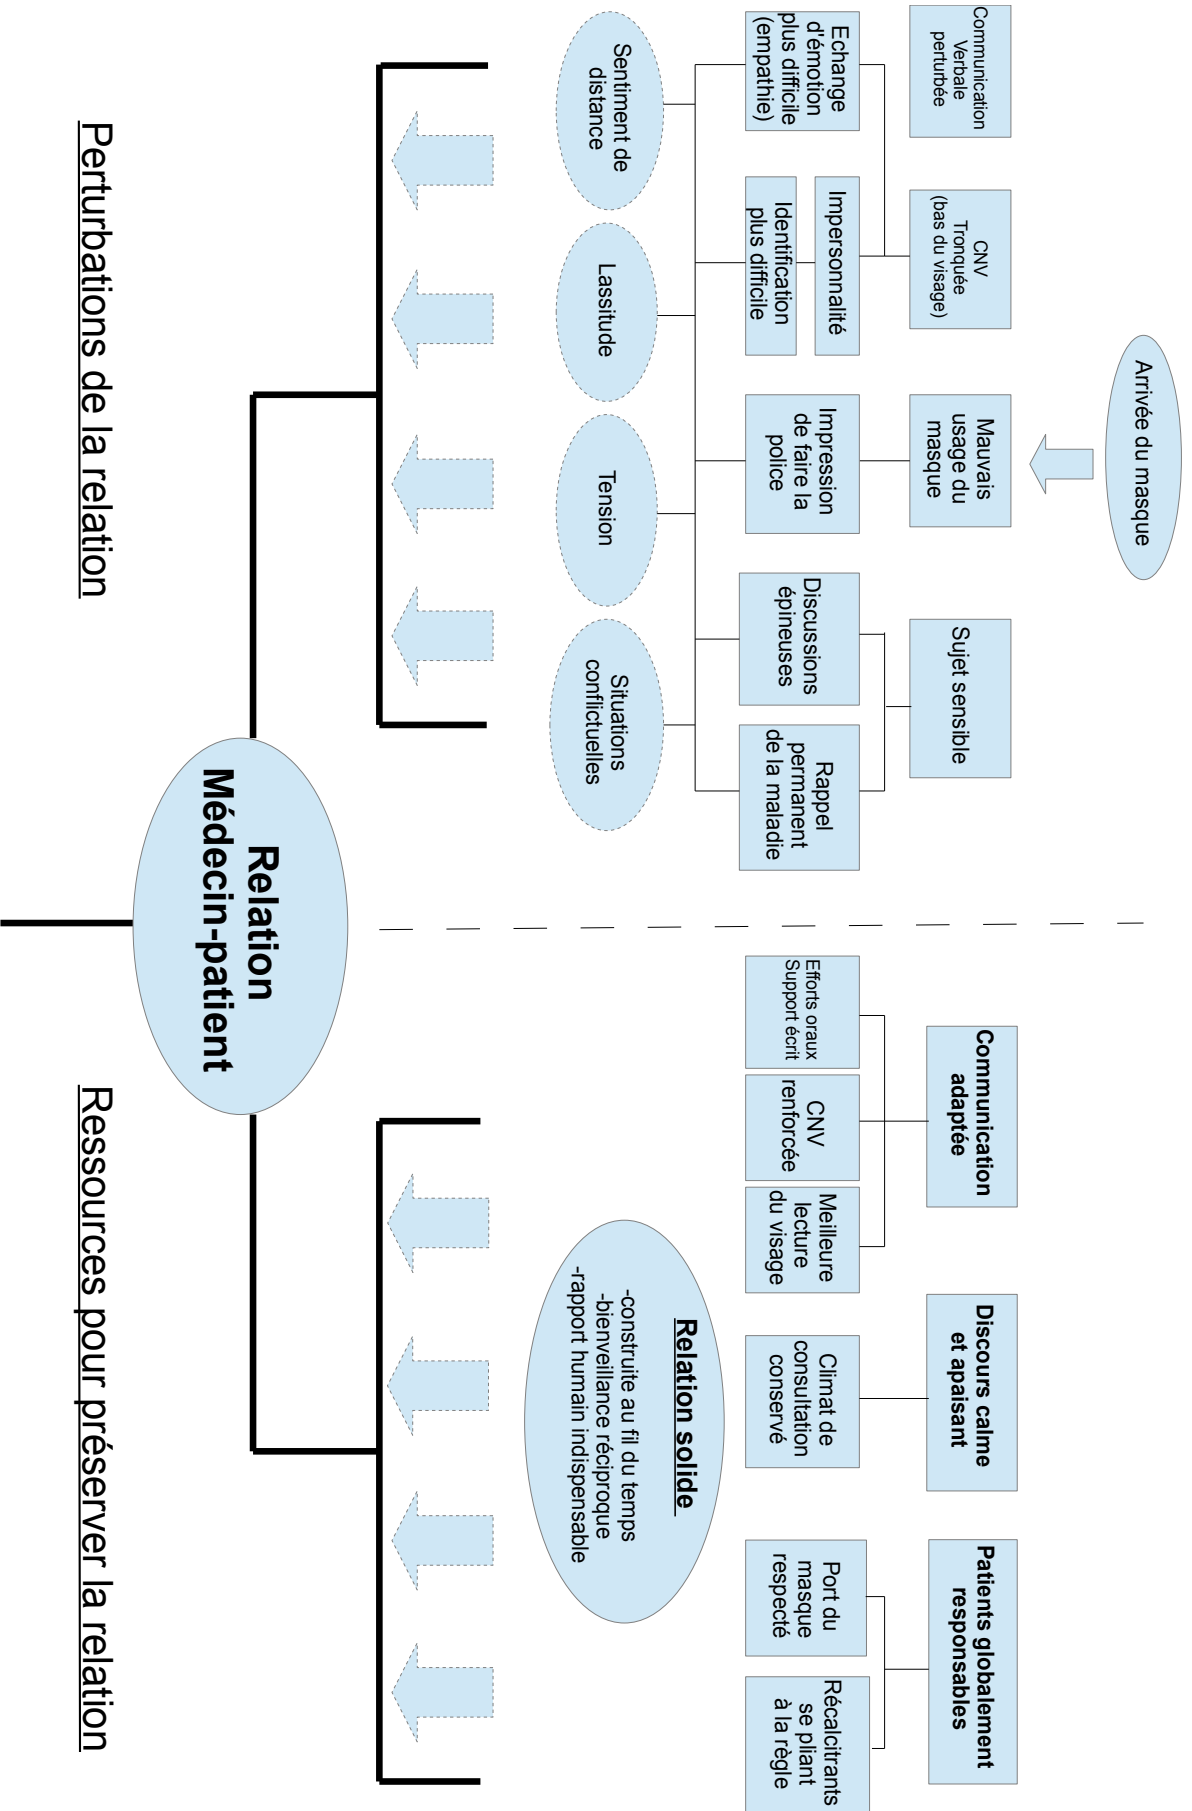 Arrivée du masque
Communication
Verbale
perturbée
CNV
Tronquée
(bas du visage)
Mauvais
usage du
masque
Sujet sensible
Echange
d'émotion
plus difficile
(empathie)
Impersonnalité
Identification
plus difficile
Impression
de faire la
police
Discussions
épineuses
Rappel
permanent
de la maladie
Sentiment de
distance
Lassitude
Tension
Situations
conflictuelles
Perturbations de la relation
Communication
adaptée
Discours calme
et apaisant
Patients globalement
responsables
Efforts oraux
Support écrit
CNV
renforcée
Meilleure
lecture
du visage
Climat de
consultation
conservé
Port du
masque
respecté
Récalcitrants
se pliant
à la règle
Relation solide
-construite au fil du temps
-bienveillance réciproque
-rapport humain indispensable
Ressources pour préserver la relation
Relation
Médecin-patient